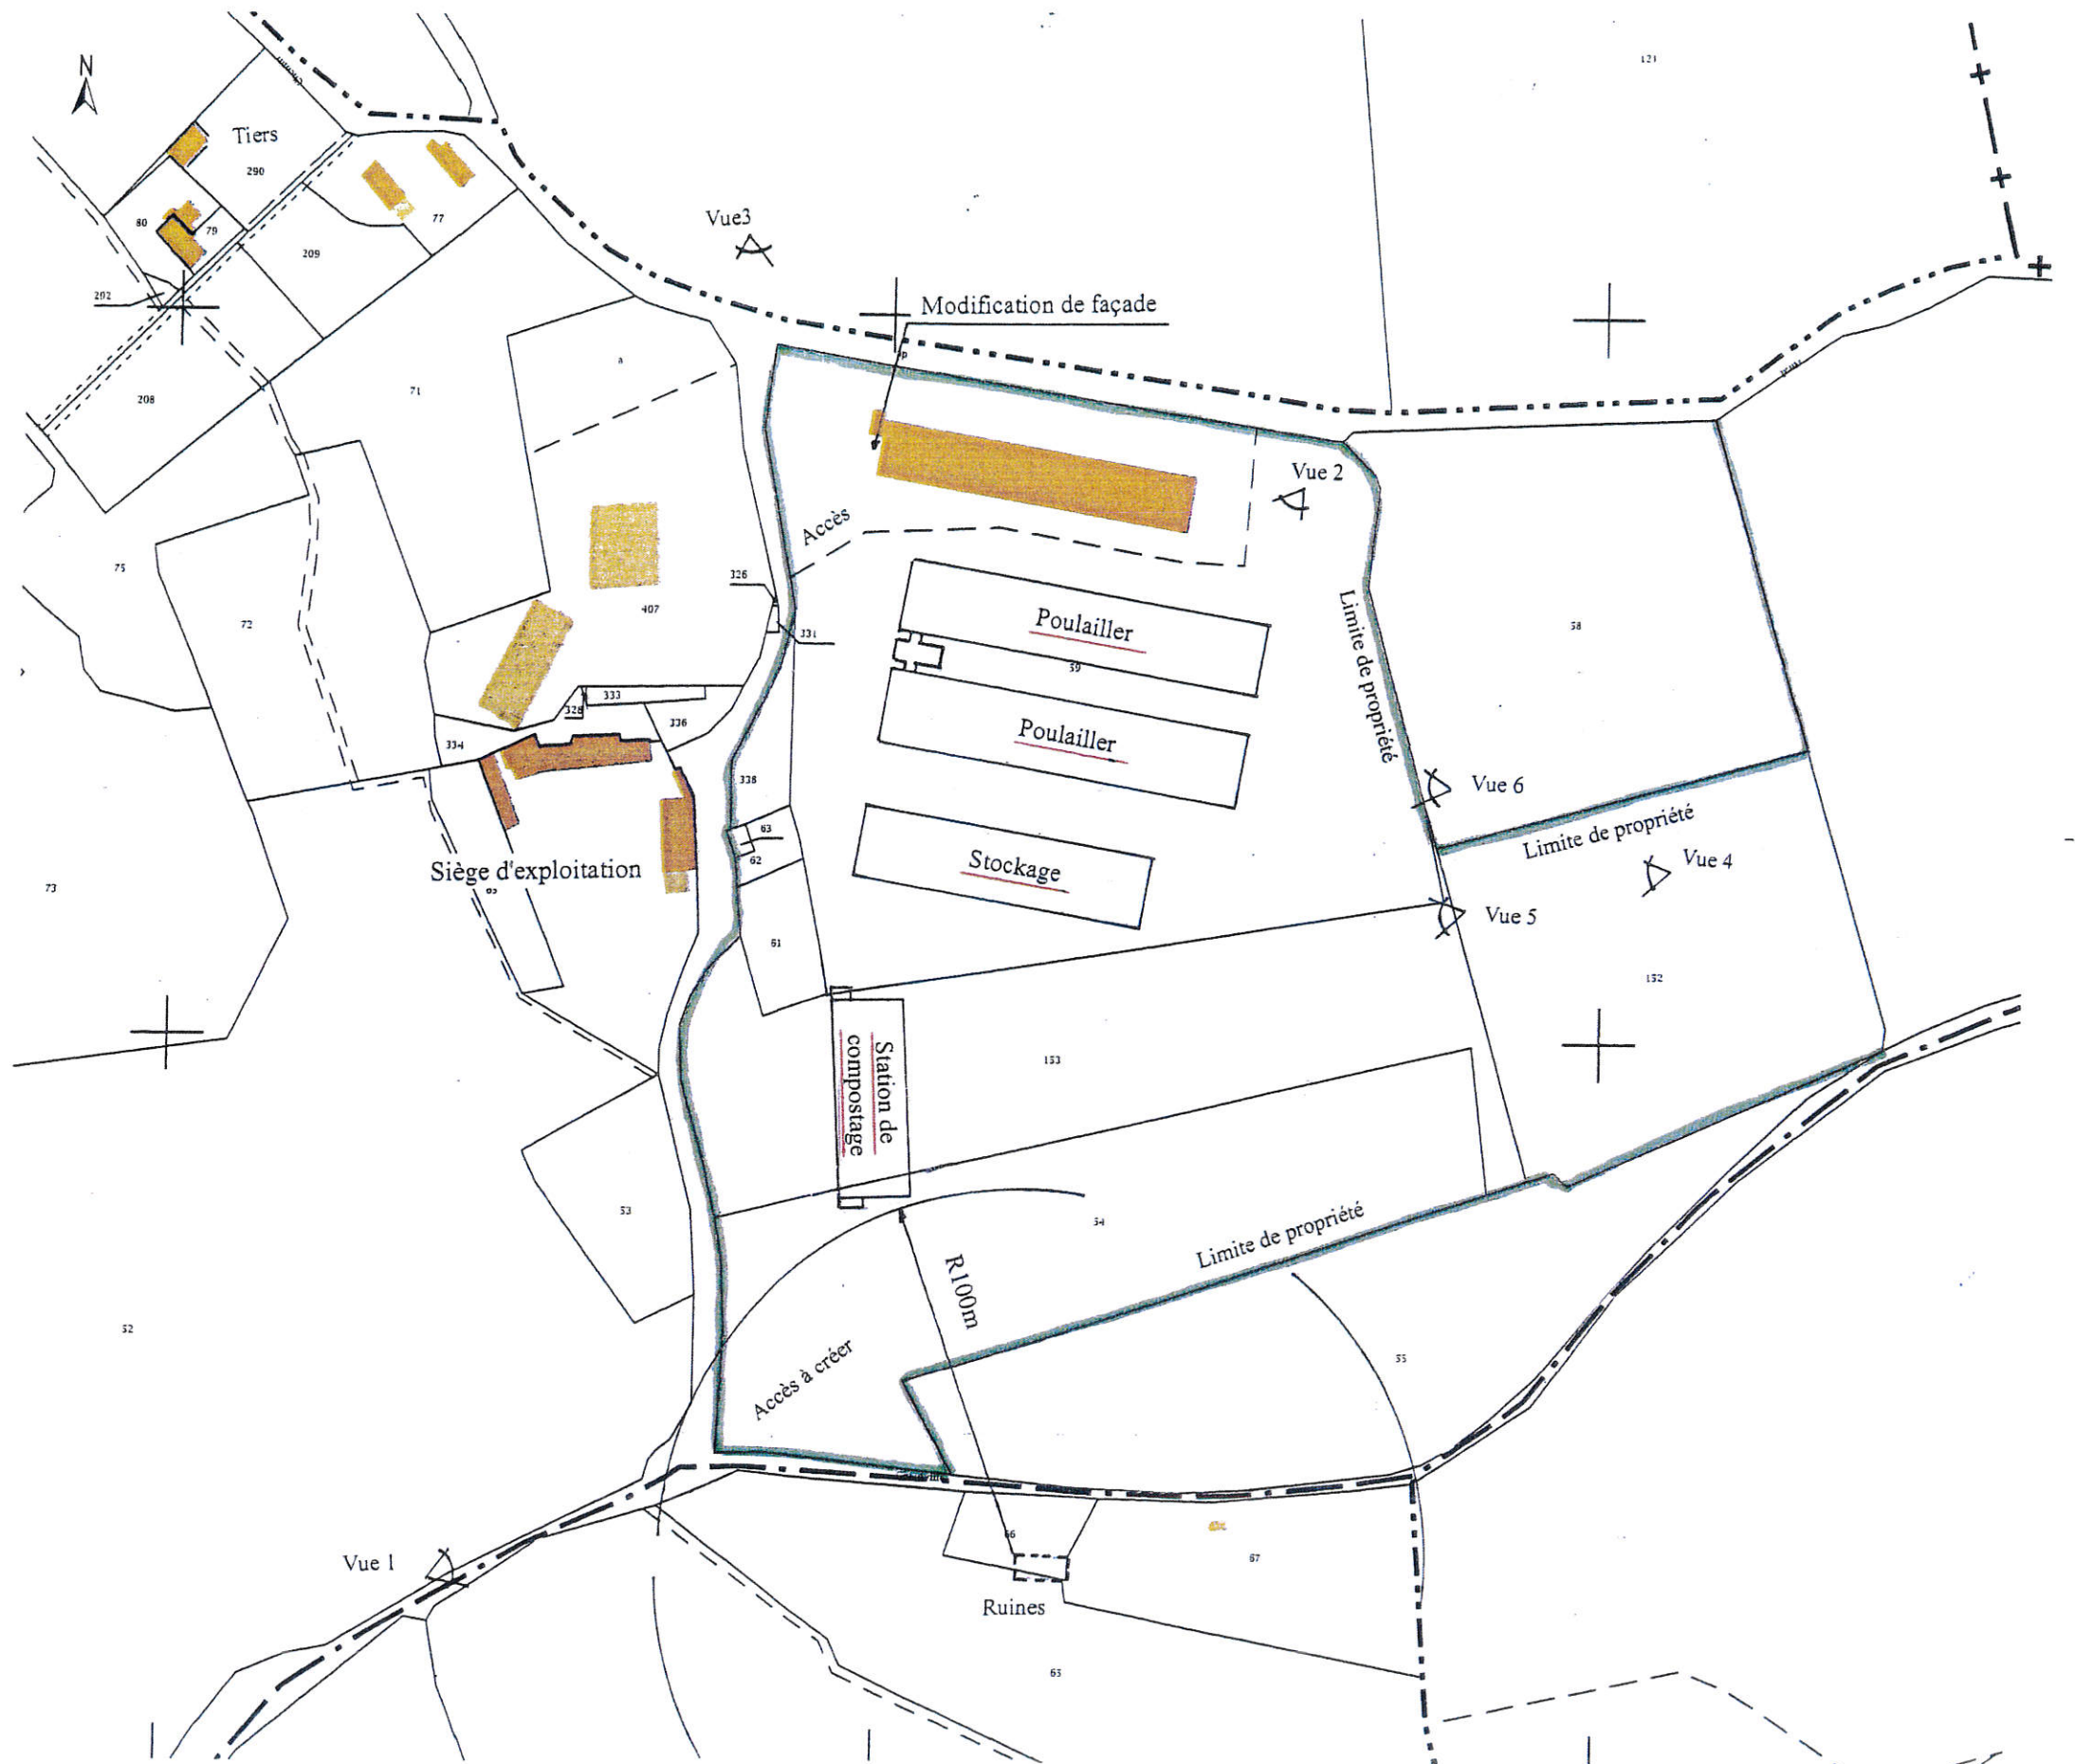 N
121
Tiers
290
80
79
77
209
202
Vue3
Modification de façade
208
71
a
Vue 2
Accès
75
72
326
407
331
Poulailler
59
Limite de propriété
58
333
328
336
334
Poulailler
338
Vue 6
63
62
Stockage
Limite de propriété
Vue 4
Siège d'exploitation
73
Vue 5
61
152
Station de
compostage
153
53
54
Limite de propriété
R100m
52
55
Accès à créer
66
67
Vue 1
Ruines
65